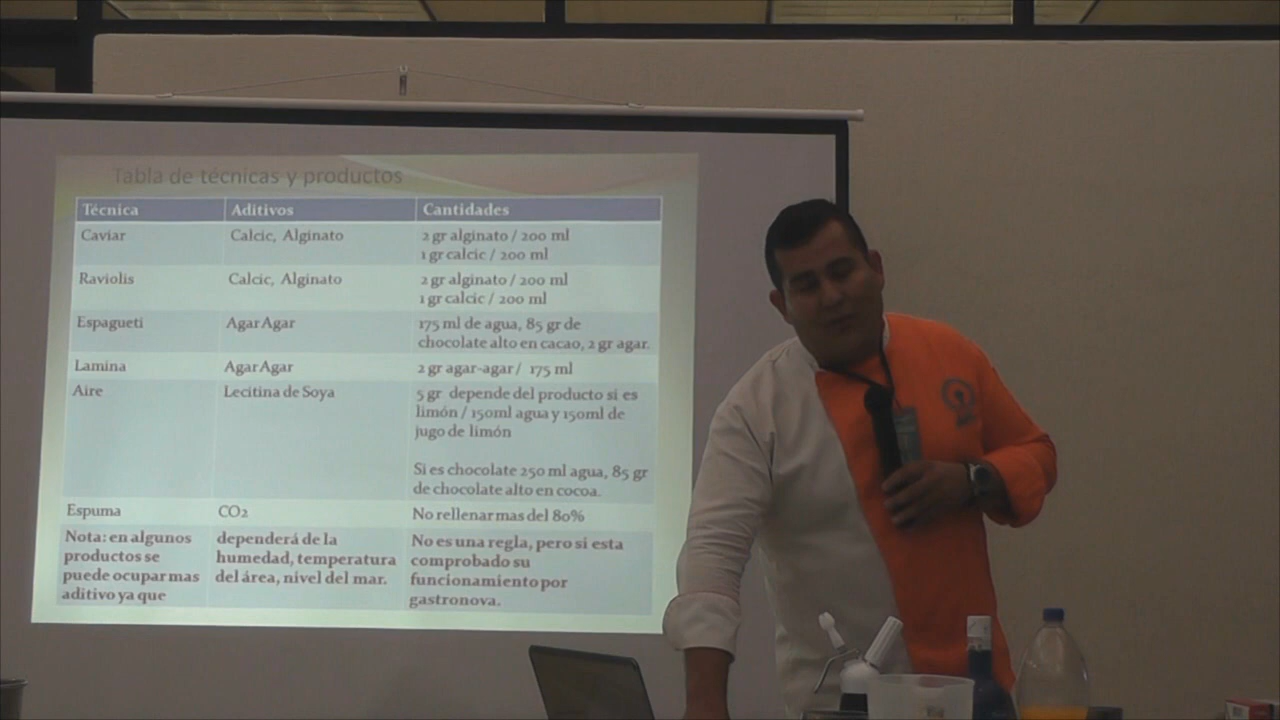 Tabla de técnicas y productos
Técnica Aditivos Cantidades
Caviar Calcic, Alginato 2 gr alginato / 200 ml
1 gr calcic / 200 ml
Raviolis Calcic, Alginato 2 gr alginato / 200 ml
1 gr calcic / 200 ml
Espagueti Agar Agar 175 ml de agua, 85 gr de
chocolate alto en cacao, 2 gr agar.
Lamina Agar Agar 2 gr agar-agar / 175 ml
Aire Lecitina de Soya 5 gr depende del producto si es
limón / 150ml agua y 150ml de
jugo de limón
Si es chocolate 250 ml agua, 85 gr
de chocolate alto en cocoa.
Espuma CO2 No rellenar mas del 80%
Nota: en algunos
productos se
puede ocupar mas
aditivo ya que
dependerá de la
humedad, temperatura
del área, nivel del mar.
No es una regla, pero si esta
comprobado su
funcionamiento por
gastronova.